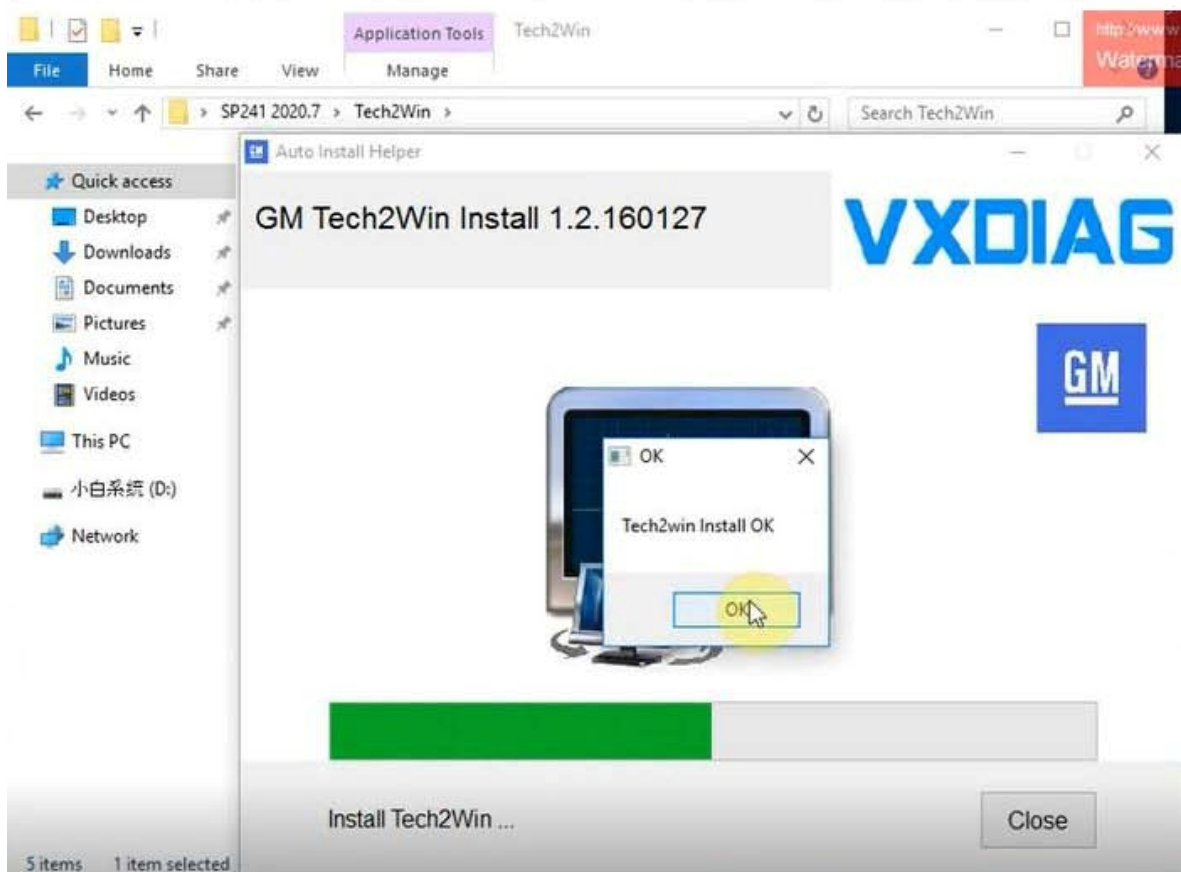 Application Tools
Tech2Win
File
Home
Share
View
Manage
SP241 2020.7 > Tech2Win >
Search Tech2Win
Auto Install Helper
Quick access
Desktop
Downloads
Documents
Pictures
Music
Videos
This PC
小白系统 (D:)
Network
GM Tech2Win Install 1.2.160127
VXDIAG
GM
OK
Tech2win Install OK
OK
Install Tech2Win ...
Close
5 items
1 item selected